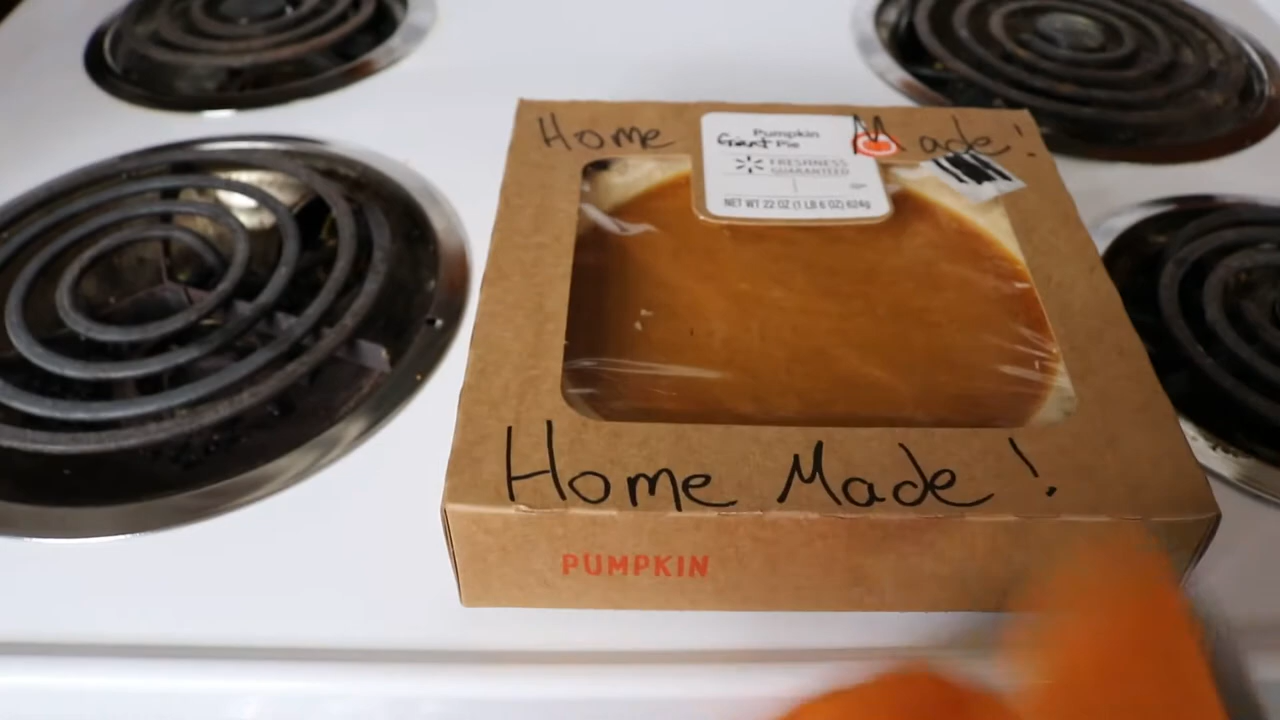 Home Made!
Pumpkin
Giant Pie
FRESHNESS
GUARANTEED
NET WT 22 OZ (1 LB 6 OZ) 624g
Home Made!
PUMPKIN